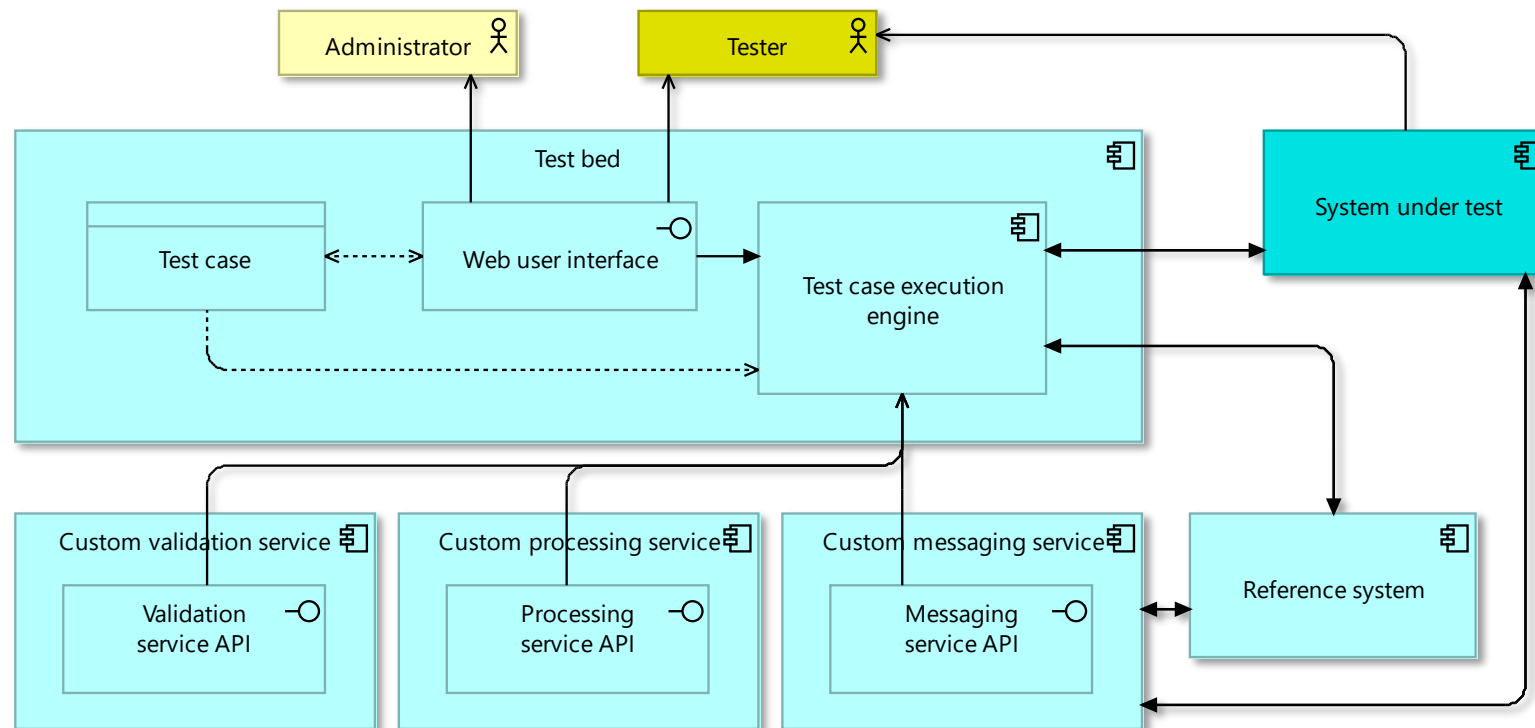 Administrator
Tester
Test bed
System under test
Test case
Web user interface
Test case execution
engine
Custom validation service
Custom processing service
Custom messaging service
Reference system
Validation
service API
Processing
service API
Messaging
service API